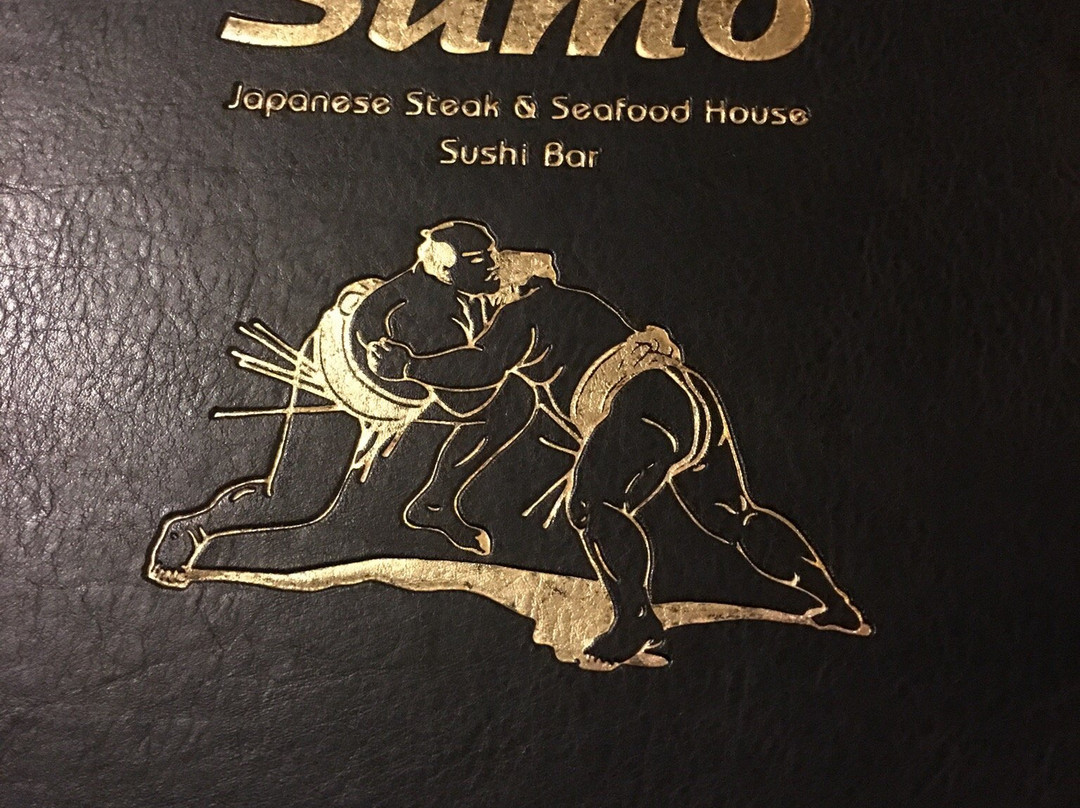 Sumo
Japanese Steak & Seafood House
Sushi Bar